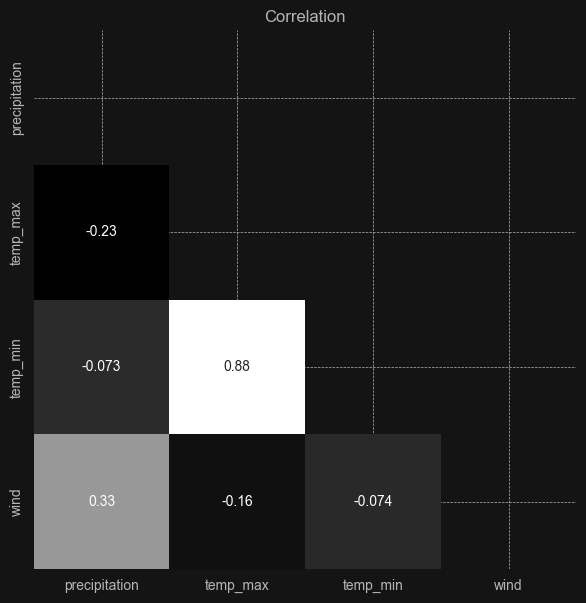 Correlation
precipitation
temp_max
-0.23
temp_min
-0.073 0.88
wind
0.33 -0.16 -0.074
precipitation temp_max temp_min wind